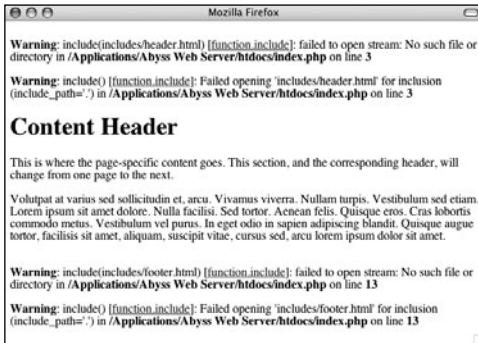 Mozilla Firefox
Warning: include(includes/header.html) [function.include]: failed to open stream: No such file or
directory in /Applications/Abyss Web Server/htdocs/index.php on line 3
Warning: include() [function.include]: Failed opening 'includes/header.html' for inclusion
(include_path='.') in /Applications/Abyss Web Server/htdocs/index.php on line 3
Content Header
This is where the page-specific content goes. This section, and the corresponding header, will
change from one page to the next.
Volutpat at varius sed sollicitudin et, arcu. Vivamus viverra. Nullam turpis. Vestibulum sed etiam.
Lorem ipsum sit amet dolore. Nulla facilisi. Sed tortor. Aenean felis. Quisque eros. Cras lobortis
commodo metus. Vestibulum vel purus. In eget odio in sapien adipiscing blandit. Quisque augue
tortor, facilisis sit amet, aliquam, suscipit vitae, cursus sed, arcu lorem ipsum dolor sit amet.
Warning: include(includes/footer.html) [function.include]: failed to open stream: No such file or
directory in /Applications/Abyss Web Server/htdocs/index.php on line 13
Warning: include() [function.include]: Failed opening 'includes/footer.html' for inclusion
(include_path='.') in /Applications/Abyss Web Server/htdocs/index.php on line 13